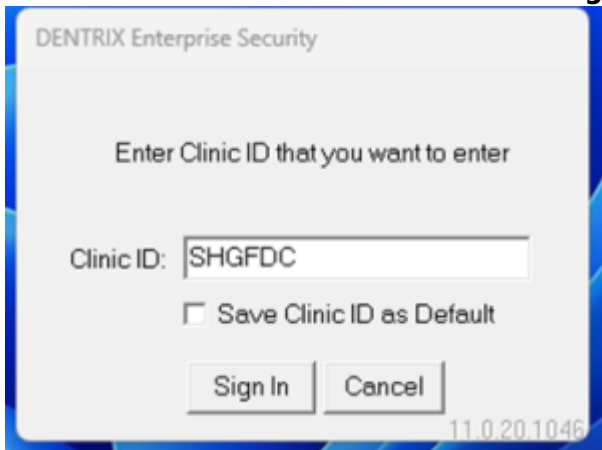 DENTRIX Enterprise Security
Enter Clinic ID that you want to enter
Clinic ID: SHGFDC
Save Clinic ID as Default
Sign In Cancel
11.0.20.1046